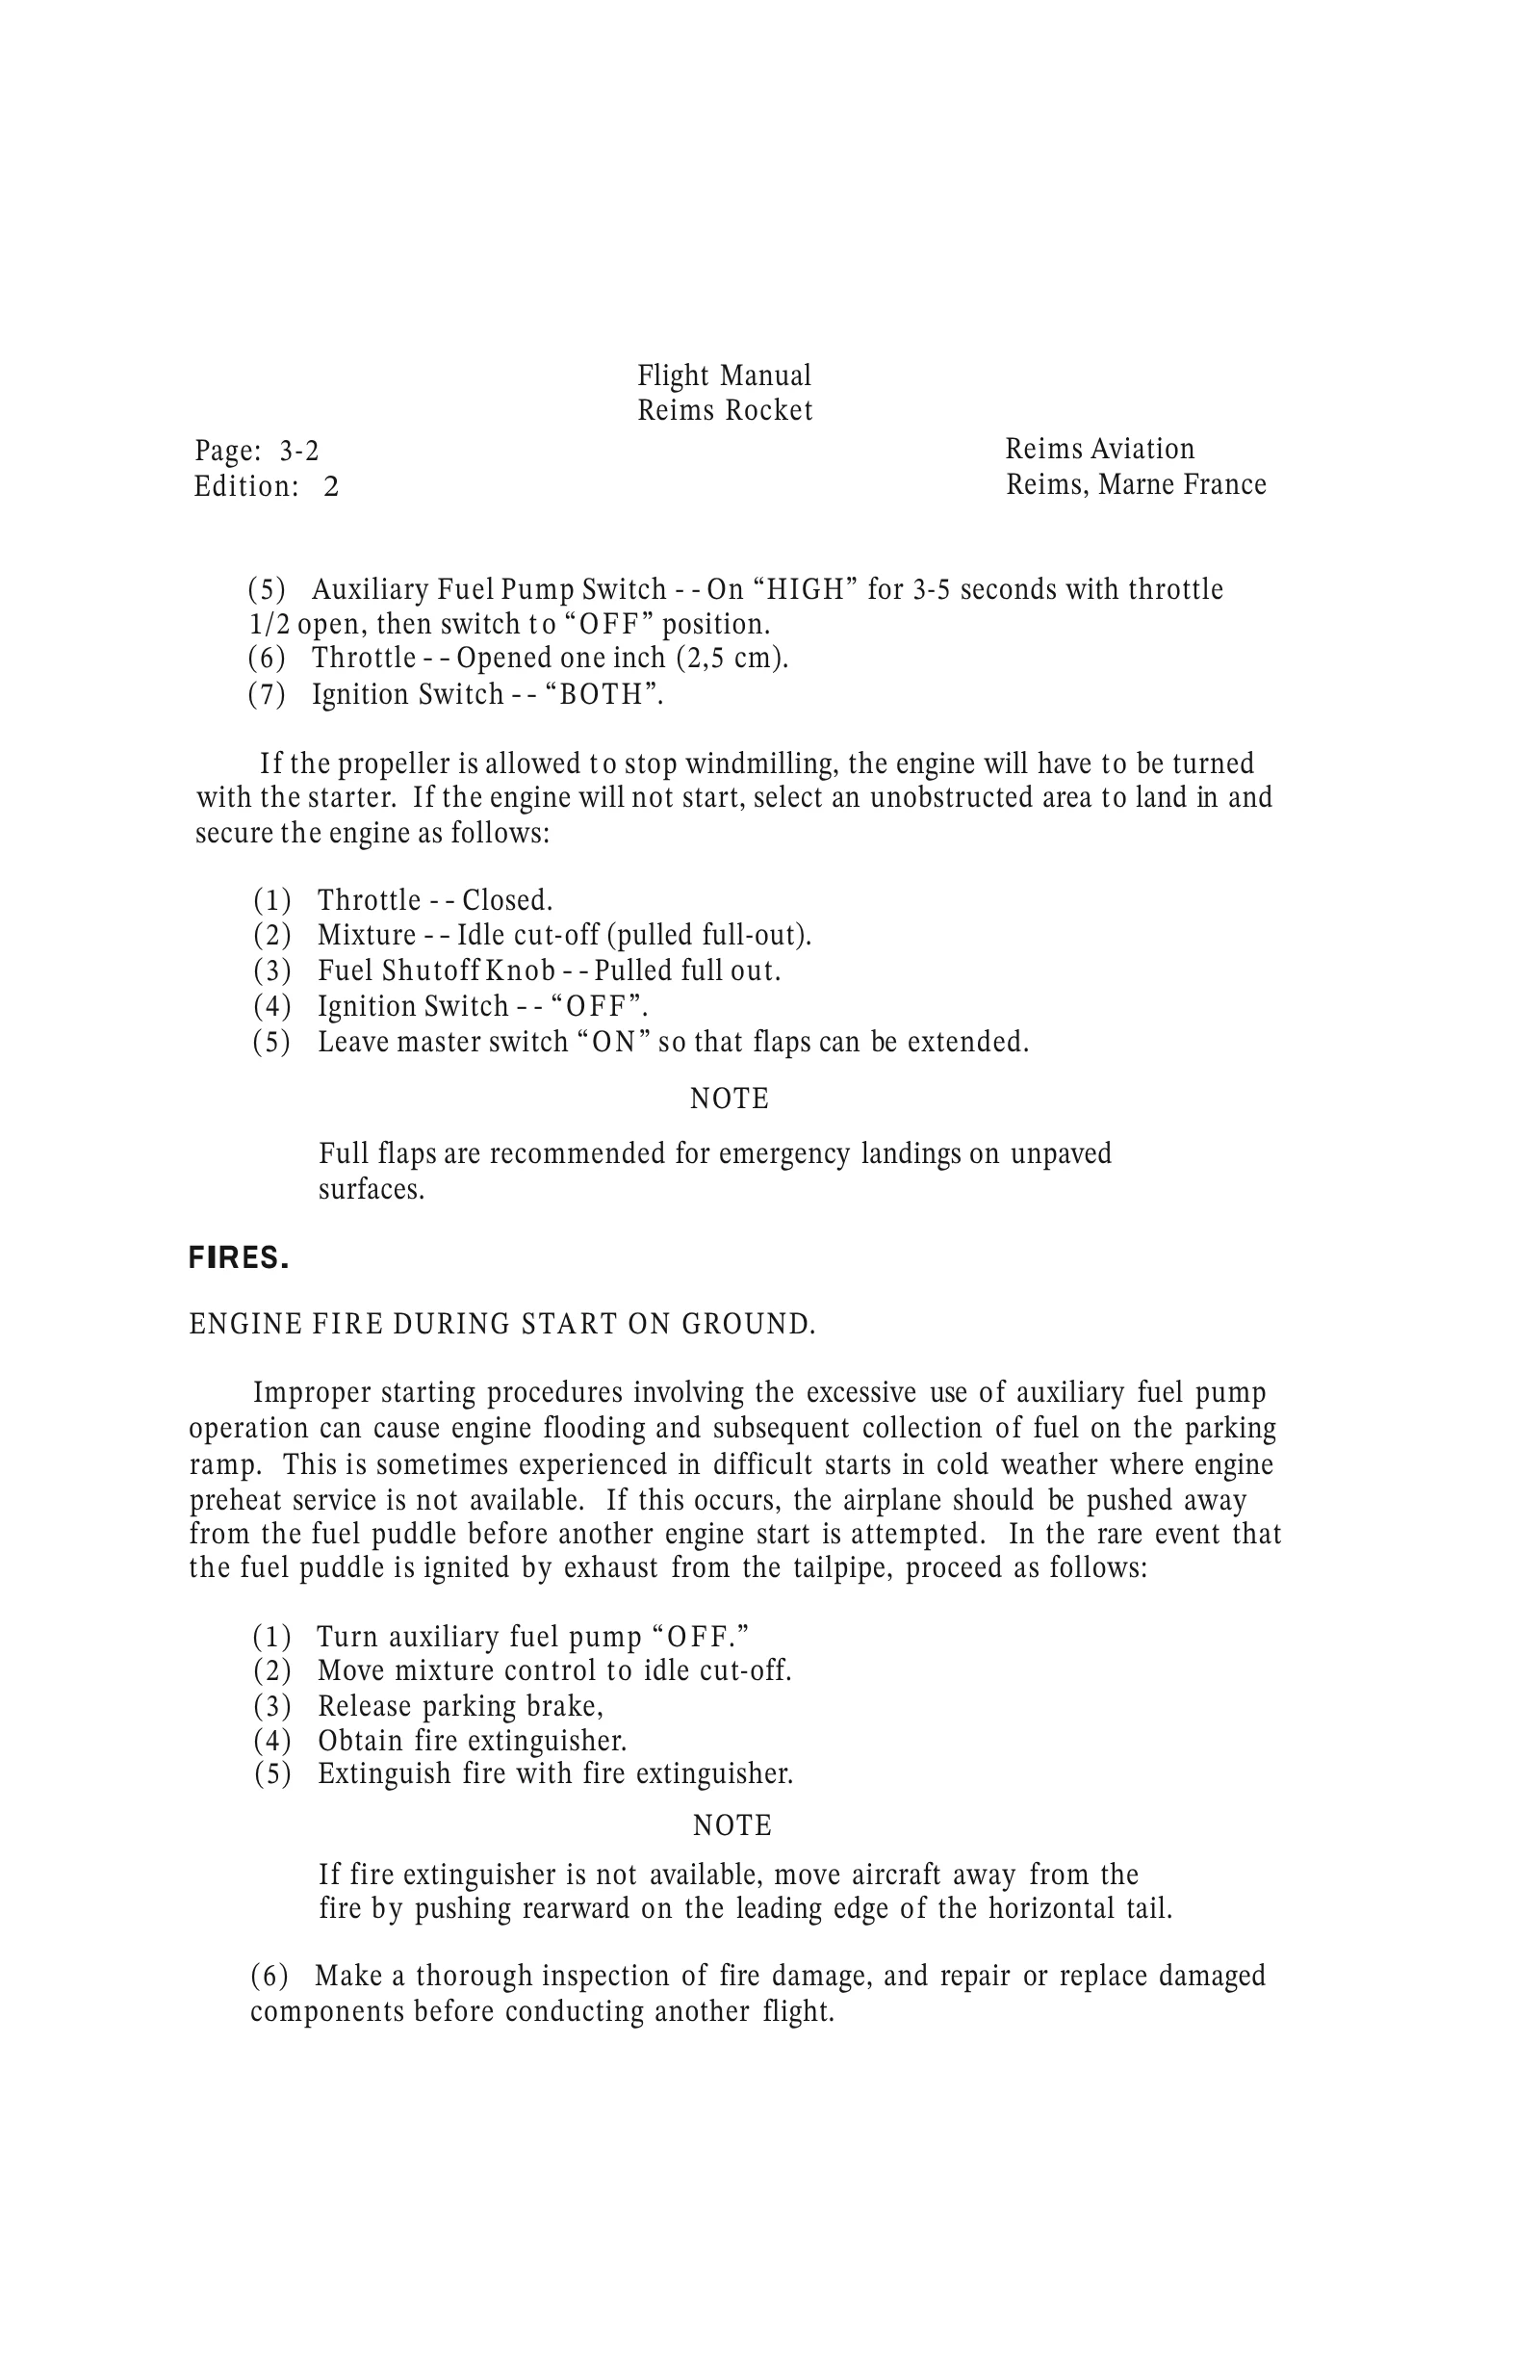 Flight Manual
Reims Rocket
Page: 3-2
Edition: 2
Reims Aviation
Reims, Marne France
(5) Auxiliary Fuel Pump Switch -- On “HIGH” for 3-5 seconds with throttle
1/2 open, then switch to “OFF” position.
(6) Throttle -- Opened one inch (2,5 cm).
(7) Ignition Switch -- “BOTH”.
If the propeller is allowed to stop windmilling, the engine will have to be turned
with the starter. If the engine will not start, select an unobstructed area to land in and
secure the engine as follows:
(1) Throttle -- Closed.
(2) Mixture -- Idle cut-off (pulled full-out).
(3) Fuel Shutoff Knob -- Pulled full out.
(4) Ignition Switch -- “OFF”.
(5) Leave master switch “ON” so that flaps can be extended.
NOTE
Full flaps are recommended for emergency landings on unpaved
surfaces.
FIRES.
ENGINE FIRE DURING START ON GROUND.
Improper starting procedures involving the excessive use of auxiliary fuel pump
operation can cause engine flooding and subsequent collection of fuel on the parking
ramp. This is sometimes experienced in difficult starts in cold weather where engine
preheat service is not available. If this occurs, the airplane should be pushed away
from the fuel puddle before another engine start is attempted. In the rare event that
the fuel puddle is ignited by exhaust from the tailpipe, proceed as follows:
(1) Turn auxiliary fuel pump “OFF.”
(2) Move mixture control to idle cut-off.
(3) Release parking brake,
(4) Obtain fire extinguisher.
(5) Extinguish fire with fire extinguisher.
NOTE
If fire extinguisher is not available, move aircraft away from the
fire by pushing rearward on the leading edge of the horizontal tail.
(6) Make a thorough inspection of fire damage, and repair or replace damaged
components before conducting another flight.